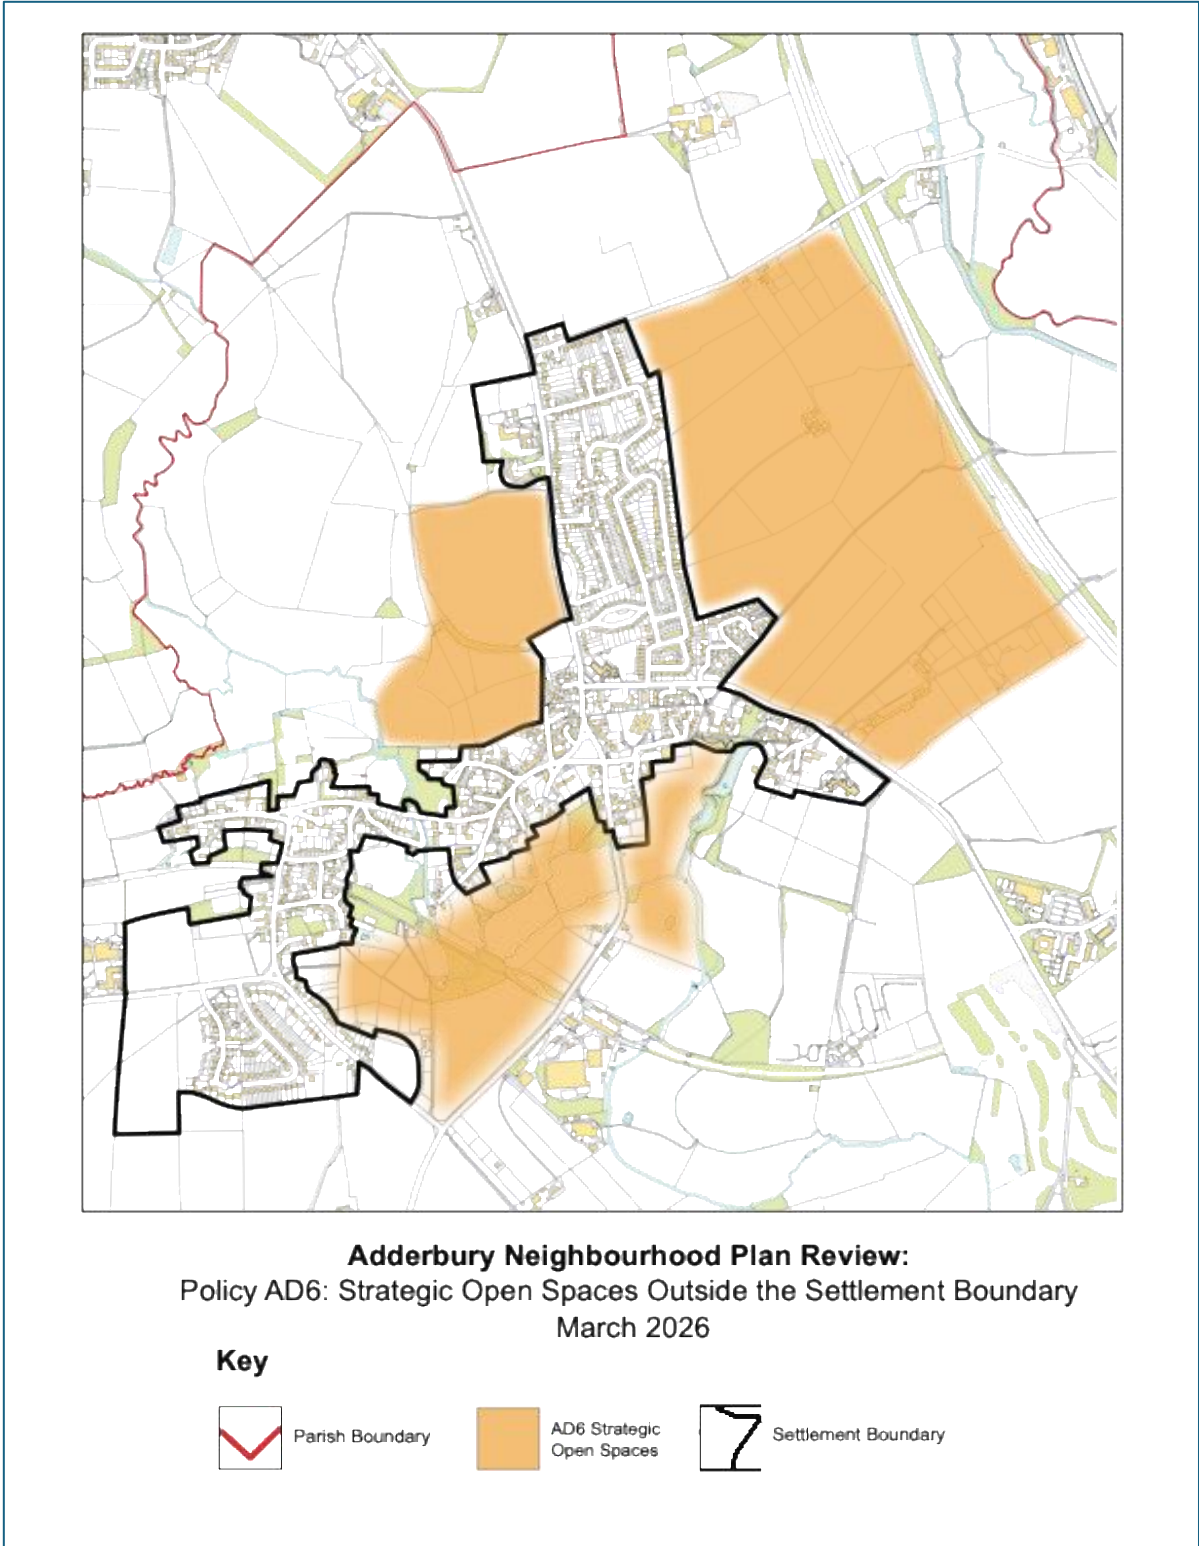 Adderbury Neighbourhood Plan Review:
Policy AD6: Strategic Open Spaces Outside the Settlement Boundary
March 2026
Key
Parish Boundary
AD6 Strategic
Open Spaces
Settlement Boundary